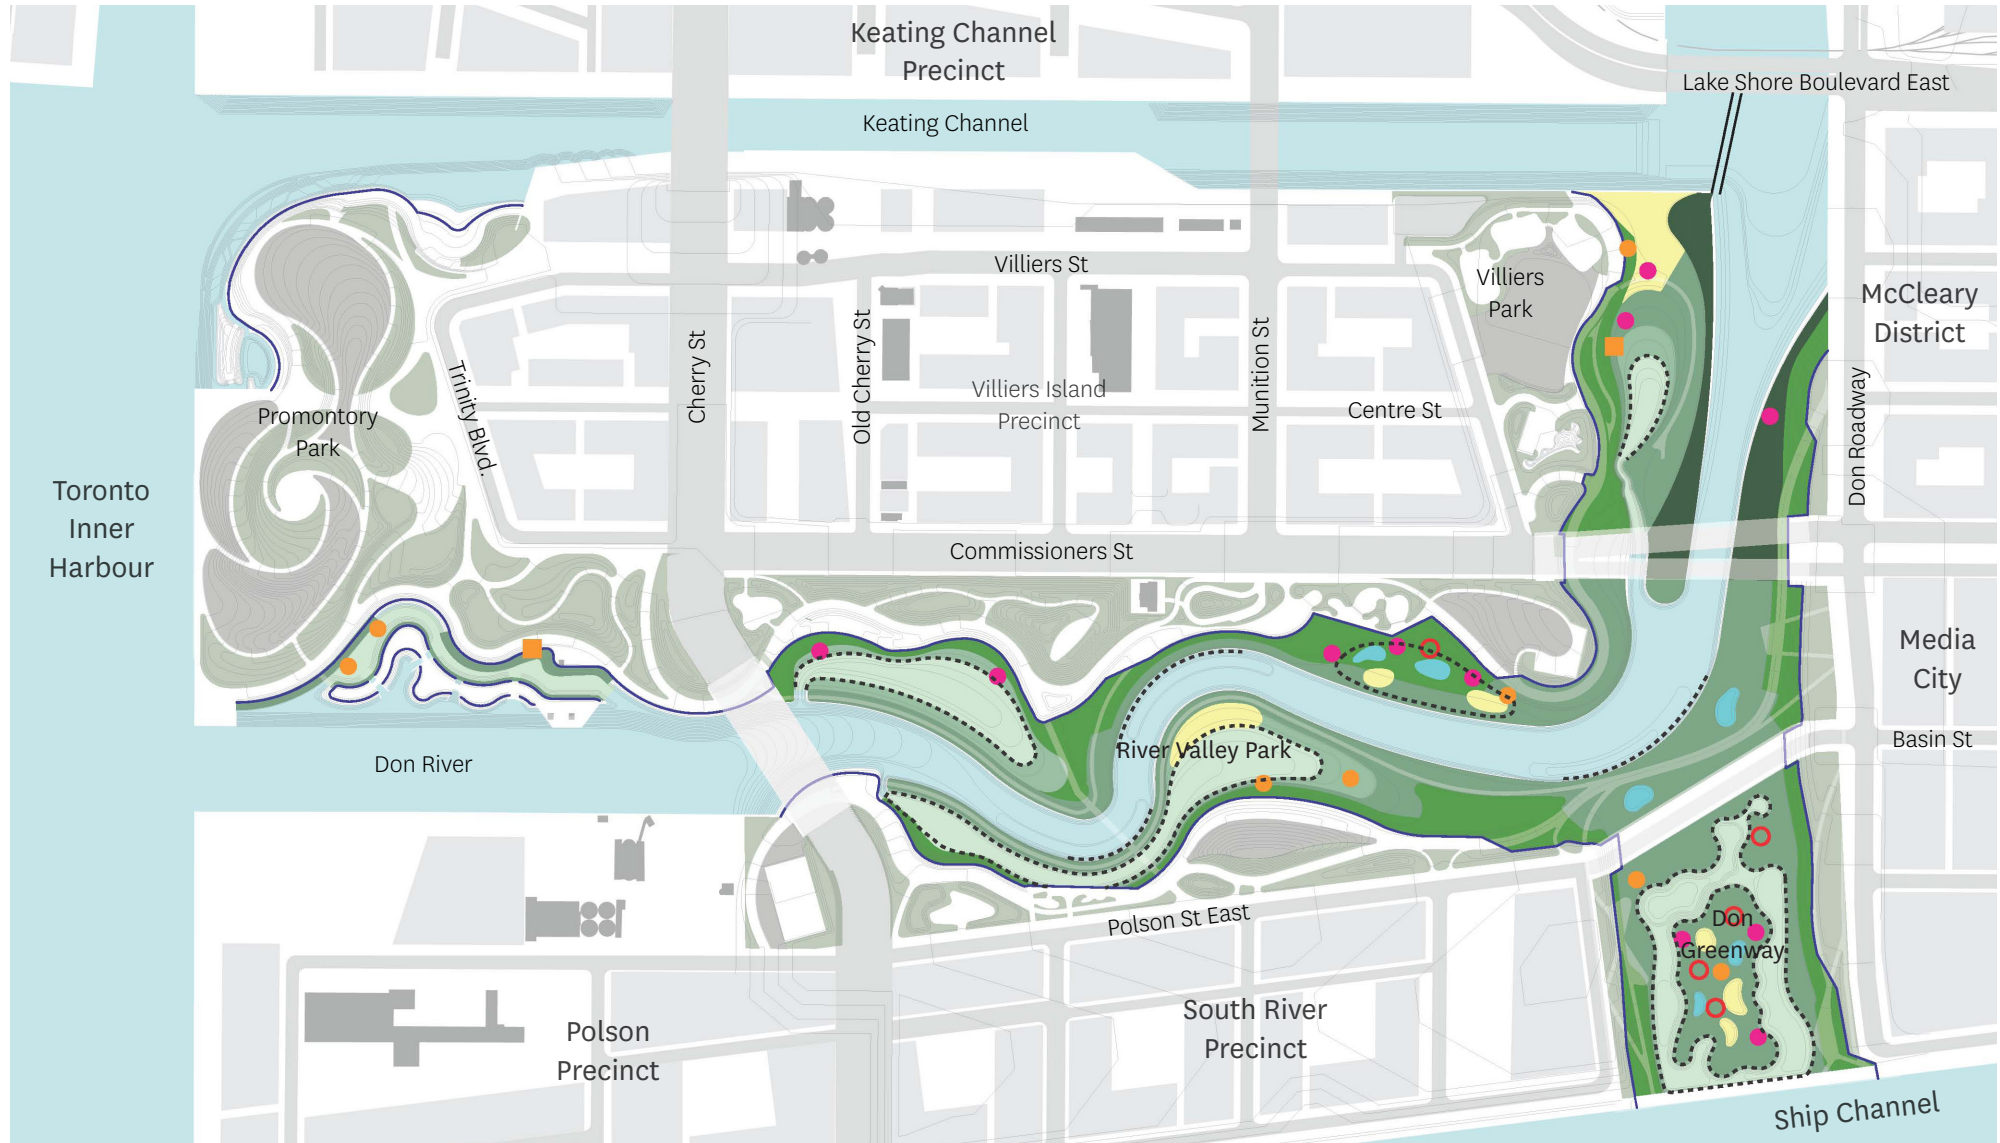 Keating Channel
Precinct
Lake Shore Boulevard East
Keating Channel
Villiers St
Villiers
Park
McCleary
District
Trinity Blvd.
Cherry St
Old Cherry St
Villiers Island
Precinct
Munition St
Centre St
Don Roadway
Promontory
Park
Toronto
Inner
Harbour
Commissioners St
Media
City
River Valley Park
Basin St
Don River
Polson St East
Don
Greenway
South River
Precinct
Polson
Precinct
Ship Channel